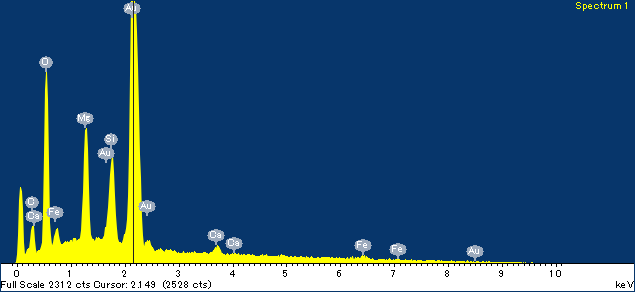 Spectrum 1
Au
O
Mg
Si
Au
C
Ca
Fe
Au
Ca
Ca
Fe
Fe
Au
0 1 2 3 4 5 6 7 8 9 10
Full Scale 2312 cts Cursor: 2.149 (2528 cts) keV